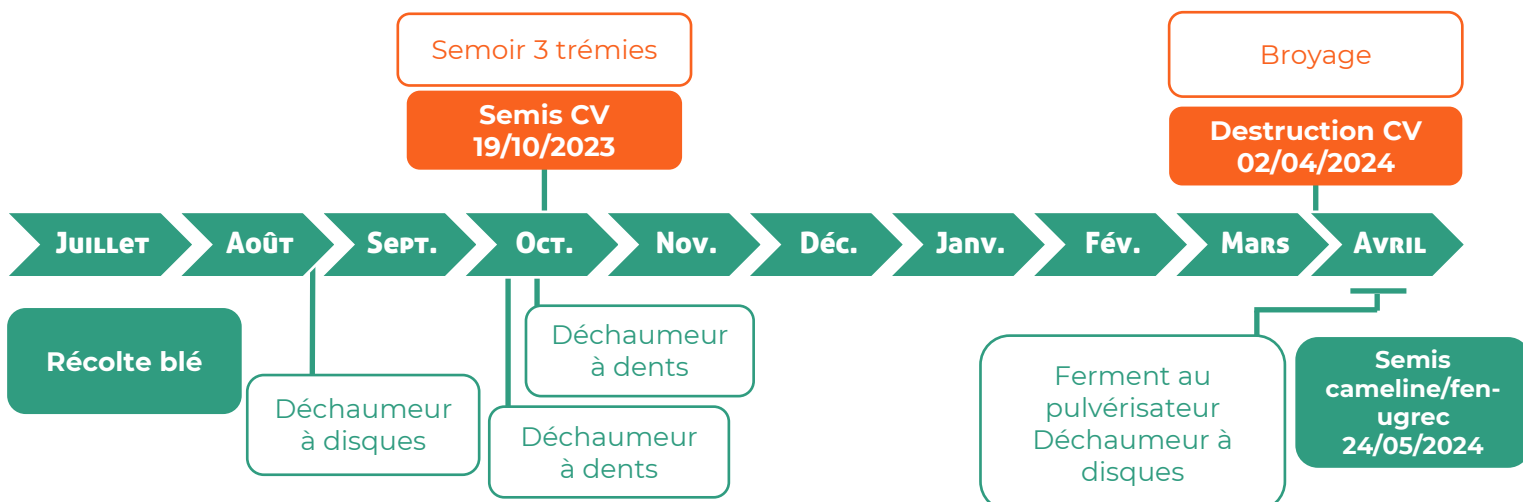 Semoir 3 trémies
Semis CV
19/10/2023
Broyage
Destruction CV
02/04/2024
Juillet
Août
Sept.
Oct.
Nov.
Déc.
Janv.
Fév.
Mars
Avril
Récolte blé
Déchaumeur
à disques
Déchaumeur
à dents
Déchaumeur
à dents
Ferment au
pulvérisateur
Déchaumeur à
disques
Semis
cameline/fen-
ugrec
24/05/2024